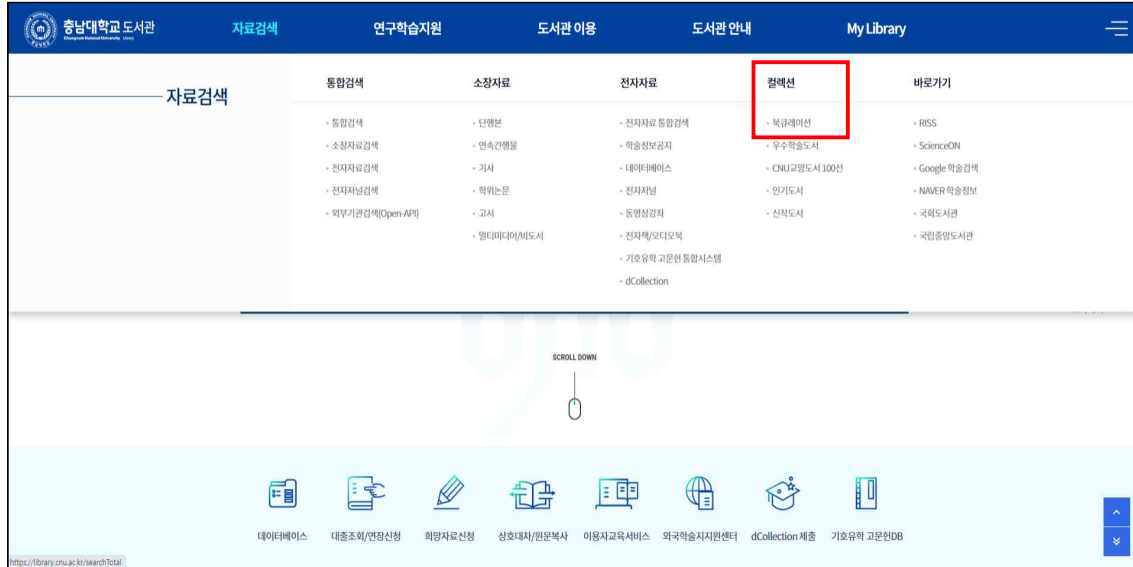 충남대학교 도서관
Chungnam National University Library
자료검색 연구학습지원 도서관 이용 도서관 안내 My Library
자료검색
통합검색
통합검색
소장자료검색
전자자료검색
전자저널검색
외부기관검색(Open-API)
소장자료
단행본
연속간행물
기사
학위논문
고서
멀티미디어/비도서
전자자료
전자자료 통합검색
학술정보공지
데이터베이스
전자저널
동영상강좌
전자책/오디오북
기호유학 고문헌 통합시스템
dCollection
컬렉션
북큐레이션
우수학술도서
CNU교양도서 100선
인기도서
신착도서
바로가기
RISS
ScienceON
Google 학술검색
NAVER 학술정보
국회도서관
국립중앙도서관
SCROLL DOWN
데이터베이스 대출조회/연장신청 희망자료신청 상호대차/원문복사 이용자교육서비스 외국학술지지원센터 dCollection 제출 기호유학 고문헌DB
https://library.cnu.ac.kr/searchTotal